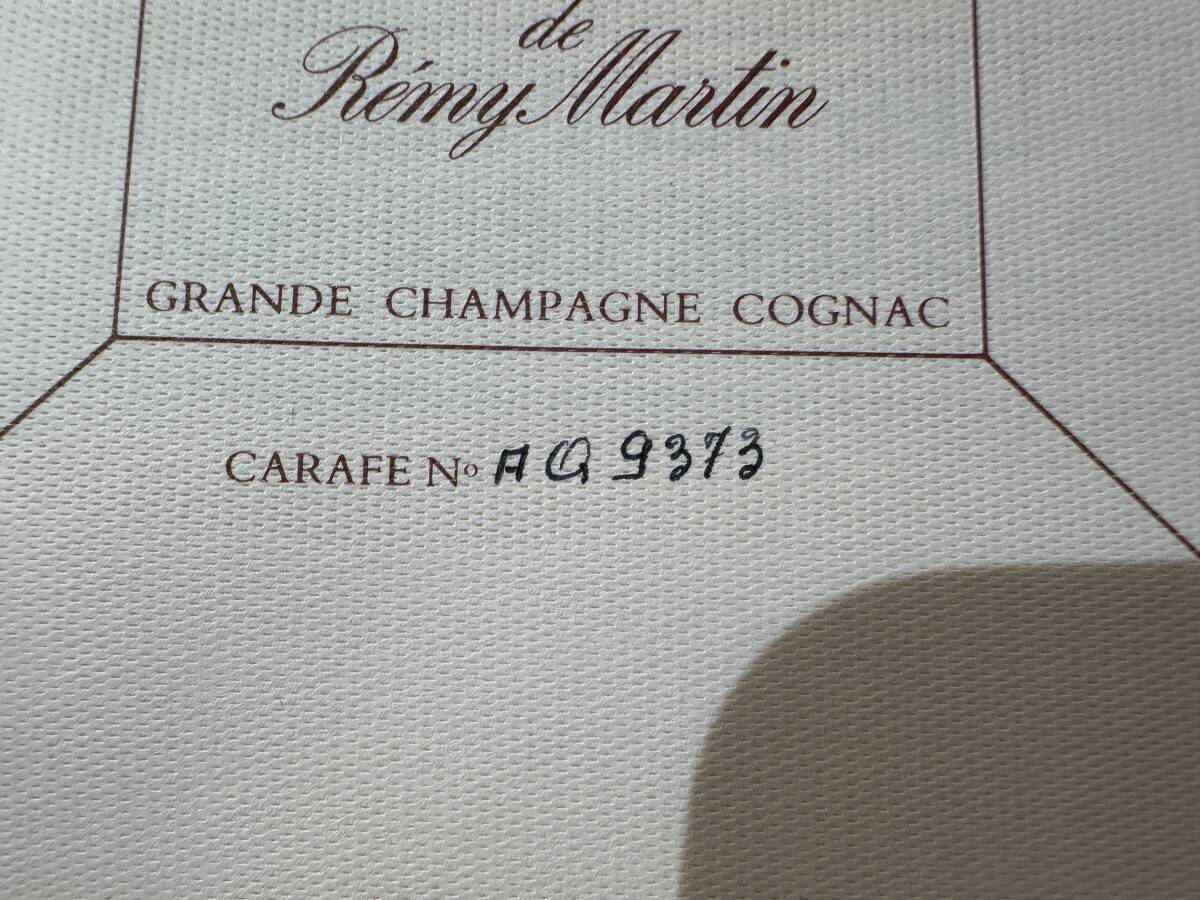 de
Rémy Martin
GRANDE CHAMPAGNE COGNAC
CARAFE Nº AQ 9373